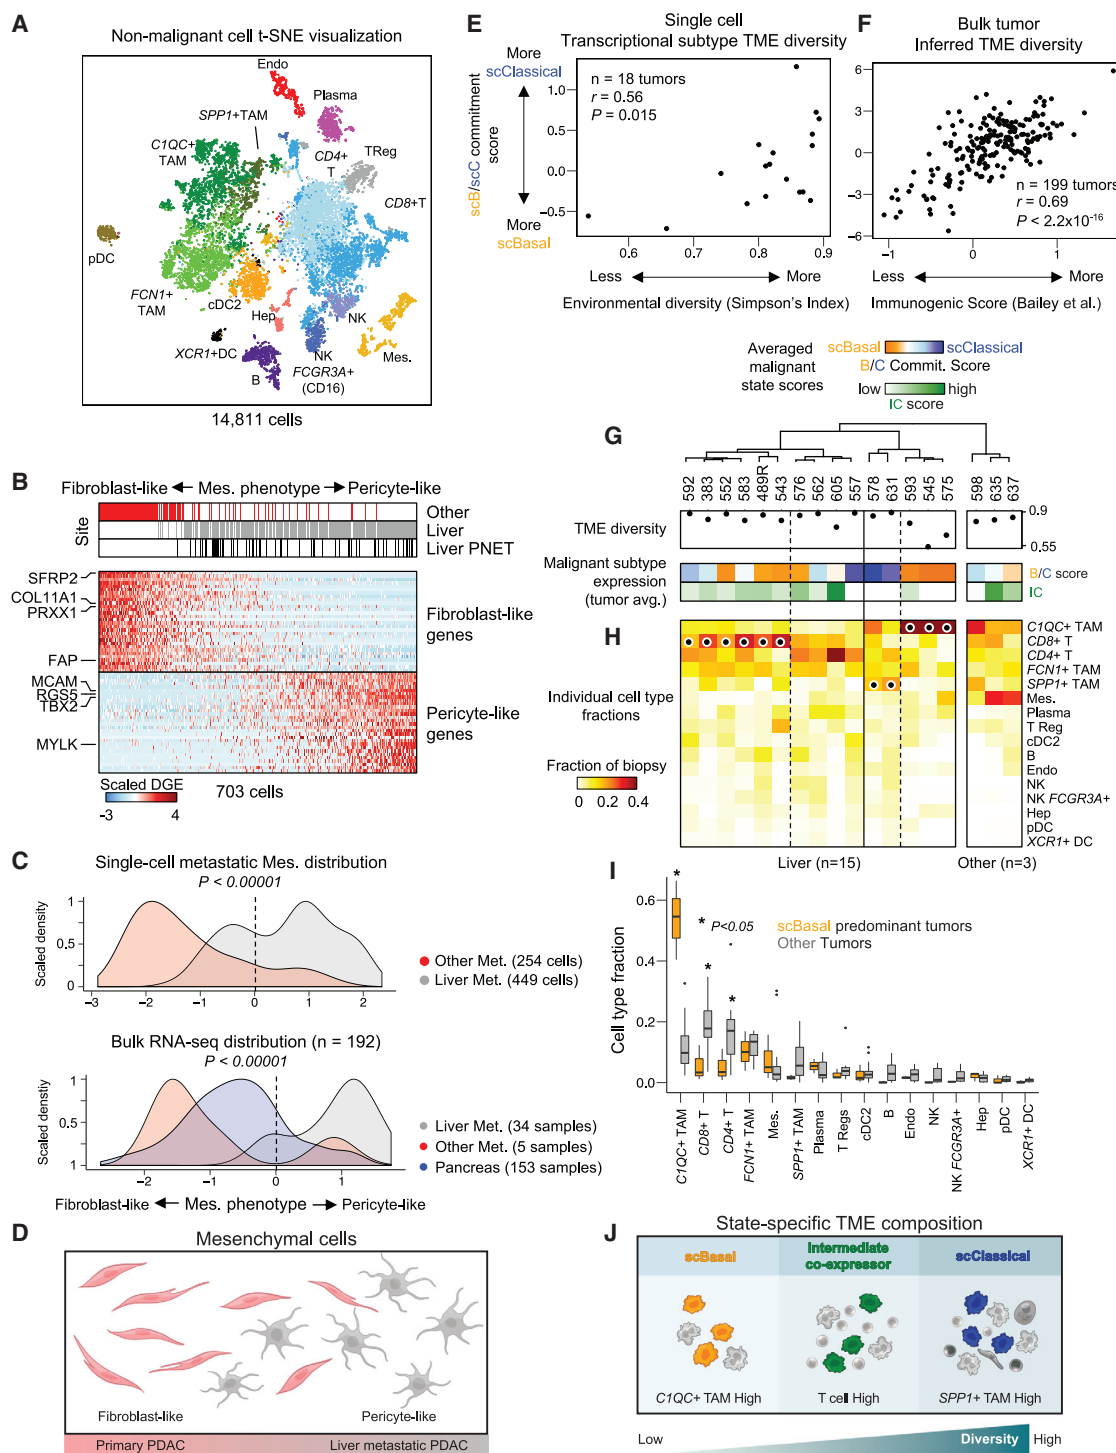 A
Non-malignant cell t-SNE visualization
Endo
Plasma
SPP1+TAM
C1QC+
TAM
CD4+
T
TReg
CD8+T
pDC
FCN1+
TAM
cDC2
Hep
NK
Mes.
XCR1+DC
B
NK
FCGR3A+
(CD16)
14,811 cells
B
Fibroblast-like ← Mes. phenotype → Pericyte-like
Site
Other
Liver
Liver PNET
SFRP2
COL11A1
PRXX1
FAP
Fibroblast-like
genes
MCAM
RGS5
TBX2
MYLK
Pericyte-like
genes
Scaled DGE
-3 4
703 cells
C
Single-cell metastatic Mes. distribution
P < 0.00001
Scaled density
1
0.5
0
−3 −2 −1 0 1 2
Other Met. (254 cells)
Liver Met. (449 cells)
Bulk RNA-seq distribution (n = 192)
P < 0.00001
Scaled denstiy
1
0.5
1
−2 −1 0 1
Liver Met. (34 samples)
Other Met. (5 samples)
Pancreas (153 samples)
Fibroblast-like ← Mes. phenotype → Pericyte-like
D
Mesenchymal cells
Fibroblast-like
Pericyte-like
Primary PDAC
Liver metastatic PDAC
E
Single cell
Transcriptional subtype TME diversity
More
scClassical
scB/scC commitment
score
More
scBasal
1.0
0.5
0.0
−0.5
n = 18 tumors
r = 0.56
P = 0.015
0.6 0.7 0.8 0.9
Less More
Environmental diversity (Simpson's Index)
F
Bulk tumor
Inferred TME diversity
6
3
0
−3
−6
n = 199 tumors
r = 0.69
P < 2.2x10-16
−1 0 1
Less More
Immunogenic Score (Bailey et al.)
Averaged
malignant
state scores
scBasal scClassical
B/C Commit. Score
low high
IC score
G
592 383 552 583 489R 543 576 562 605 557 578 631 593 545 575 598 635 637
TME diversity
0.9
0.55
Malignant subtype
expression
(tumor avg.)
B/C score
IC
H
Individual cell type
fractions
Fraction of biopsy
0 0.2 0.4
C1QC+ TAM
CD8+ T
CD4+ T
FCN1+ TAM
SPP1+ TAM
Mes.
Plasma
T Reg
cDC2
B
Endo
NK
NK FCGR3A+
Hep
pDC
XCR1+ DC
Liver (n=15)
Other (n=3)
I
Cell type fraction
0.6
0.4
0.2
0.0
* * * *
P<0.05
scBasal predominant tumors
Other Tumors
C1QC+ TAM
CD8+ T
CD4+ T
FCN1+ TAM
Mes.
SPP1+ TAM
Plasma
T Regs
cDC2
B
Endo
NK
NK FCGR3A+
Hep
pDC
XCR1+ DC
J
State-specific TME composition
scBasal
Intermediate
co-expressor
scClassical
C1QC+ TAM High
T cell High
SPP1+ TAM High
Low
Diversity
High